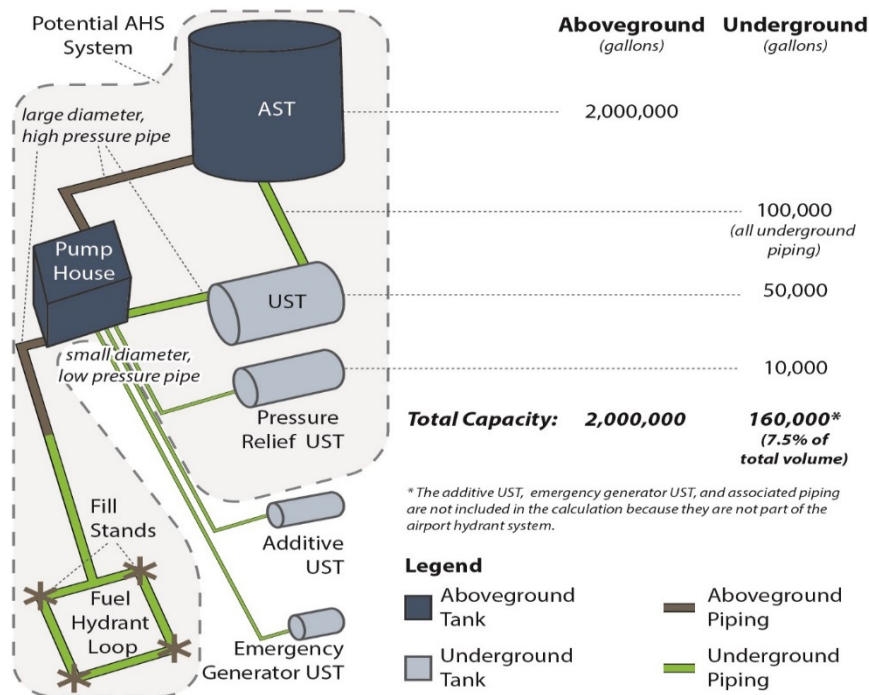 Potential AHS
System
Aboveground
(gallons)
Underground
(gallons)
large diameter,
high pressure pipe
AST
2,000,000
Pump
House
100,000
(all underground
piping)
UST
50,000
small diameter,
low pressure pipe
10,000
Pressure
Relief UST
Total Capacity:
2,000,000
160,000*
(7.5% of
total volume)
* The additive UST, emergency generator UST, and associated piping
are not included in the calculation because they are not part of the
airport hydrant system.
Fill
Stands
Additive
UST
Fuel
Hydrant
Loop
Emergency
Generator UST
Legend
Aboveground
Tank
Aboveground
Piping
Underground
Tank
Underground
Piping